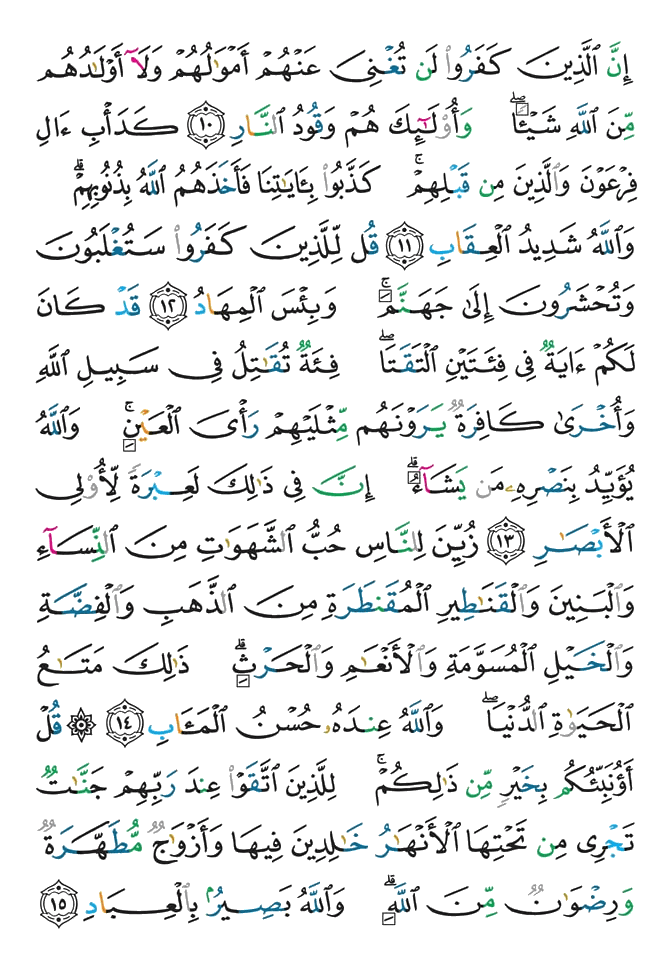 إِنَّ ٱلَّذِينَ كَفَرُوا۟ لَن تُغْنِىَ عَنْهُمْ أَمْوَٰلُهُمْ وَلَآ أَوْلَٰدُهُم
مِّنَ ٱللَّهِ شَيْـًٔا ۖ وَأُو۟لَٰٓئِكَ هُمْ وَقُودُ ٱلنَّارِ ١٠ كَدَأْبِ ءَالِ
فِرْعَوْنَ وَٱلَّذِينَ مِن قَبْلِهِمْ ۚ كَذَّبُوا۟ بِـَٔايَٰتِنَا فَأَخَذَهُمُ ٱللَّهُ بِذُنُوبِهِمْ ۗ
وَٱللَّهُ شَدِيدُ ٱلْعِقَابِ ١١ قُل لِّلَّذِينَ كَفَرُوا۟ سَتُغْلَبُونَ
وَتُحْشَرُونَ إِلَىٰ جَهَنَّمَ ۚ وَبِئْسَ ٱلْمِهَادُ ١٢ قَدْ كَانَ
لَكُمْ ءَايَةٌ فِى فِئَتَيْنِ ٱلْتَقَتَا ۖ فِئَةٌ تُقَٰتِلُ فِى سَبِيلِ ٱللَّهِ
وَأُخْرَىٰ كَافِرَةٌ يَرَوْنَهُم مِّثْلَيْهِمْ رَأْىَ ٱلْعَيْنِ ۚ وَٱللَّهُ
يُؤَيِّدُ بِنَصْرِهِۦ مَن يَشَآءُ ۗ إِنَّ فِى ذَٰلِكَ لَعِبْرَةً لِّأُو۟لِى
ٱلْأَبْصَٰرِ ١٣ زُيِّنَ لِلنَّاسِ حُبُّ ٱلشَّهَوَٰتِ مِنَ ٱلنِّسَآءِ
وَٱلْبَنِينَ وَٱلْقَنَٰطِيرِ ٱلْمُقَنطَرَةِ مِنَ ٱلذَّهَبِ وَٱلْفِضَّةِ
وَٱلْخَيْلِ ٱلْمُسَوَّمَةِ وَٱلْأَنْعَٰمِ وَٱلْحَرْثِ ۗ ذَٰلِكَ مَتَٰعُ
ٱلْحَيَوٰةِ ٱلدُّنْيَا ۖ وَٱللَّهُ عِندَهُۥ حُسْنُ ٱلْمَـَٔابِ ١٤ ۞ قُلْ
أَؤُنَبِّئُكُم بِخَيْرٍ مِّن ذَٰلِكُمْ ۚ لِلَّذِينَ ٱتَّقَوْا۟ عِندَ رَبِّهِمْ جَنَّٰتٌ
تَجْرِى مِن تَحْتِهَا ٱلْأَنْهَٰرُ خَٰلِدِينَ فِيهَا وَأَزْوَٰجٌ مُّطَهَّرَةٌ
وَرِضْوَٰنٌ مِّنَ ٱللَّهِ ۗ وَٱللَّهُ بَصِيرٌۢ بِٱلْعِبَادِ ١٥